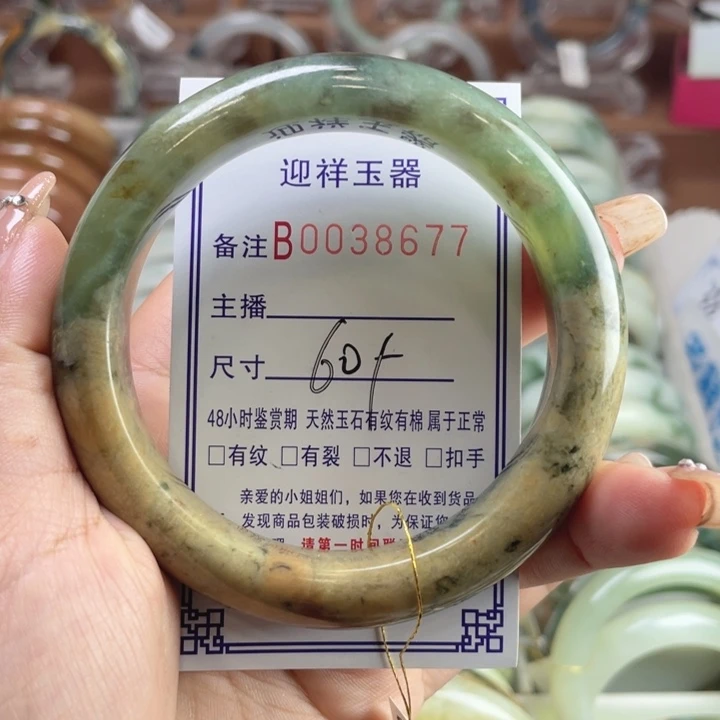 迎祥玉器
备注B0038677
主播
尺寸 60+
48小时鉴赏期 天然玉石有纹有棉 属于正常
□有纹 □有裂 □不退 □扣手
亲爱的小姐姐们，如果您在收到货品
发现商品包装破损时，为保证您
请第一时间联